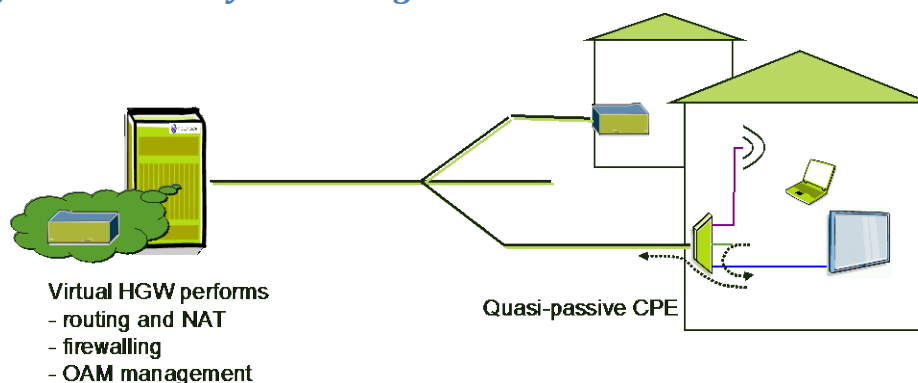 Virtual HGW performs
- routing and NAT
- firewalling
- OAM management
Quasi-passive CPE